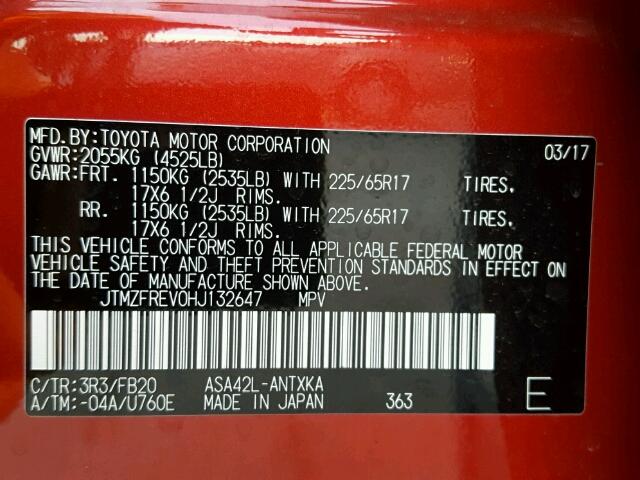 MFD.BY:TOYOTA MOTOR CORPORATION 03/17
GVWR:2055KG (4525LB)
GAWR:FRT. 1150KG (2535LB) WITH 225/65R17 TIRES,
17X6 1/2J RIMS.
RR. 1150KG (2535LB) WITH 225/65R17 TIRES,
17X6 1/2J RIMS.
THIS VEHICLE CONFORMS TO ALL APPLICABLE FEDERAL MOTOR
VEHICLE SAFETY AND THEFT PREVENTION STANDARDS IN EFFECT ON
THE DATE OF MANUFACTURE SHOWN ABOVE.
JTMZFREV0HJ132647 MPV
C/TR:3R3/FB20 ASA42L-ANTXKA
A/TM:-04A/U760E MADE IN JAPAN 363 E